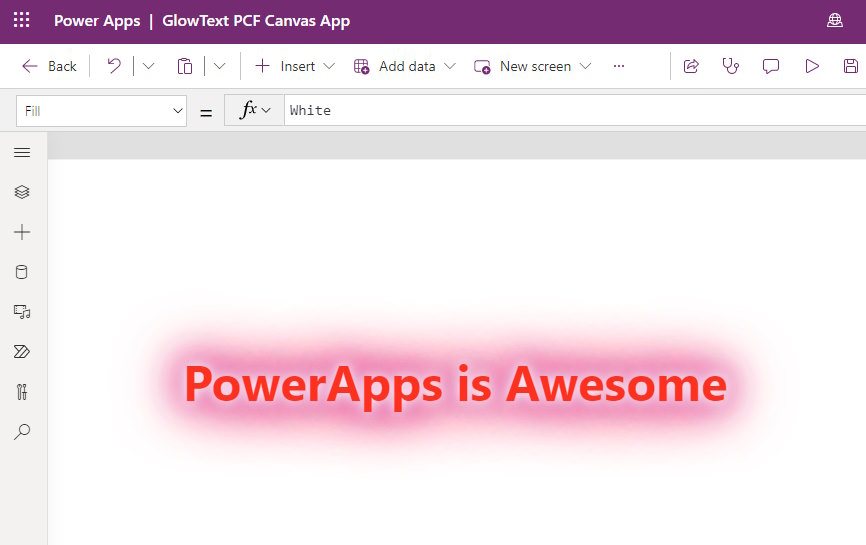 Power Apps | GlowText PCF Canvas App
Back Insert Add data New screen ...
Fill = fx White
PowerApps is Awesome